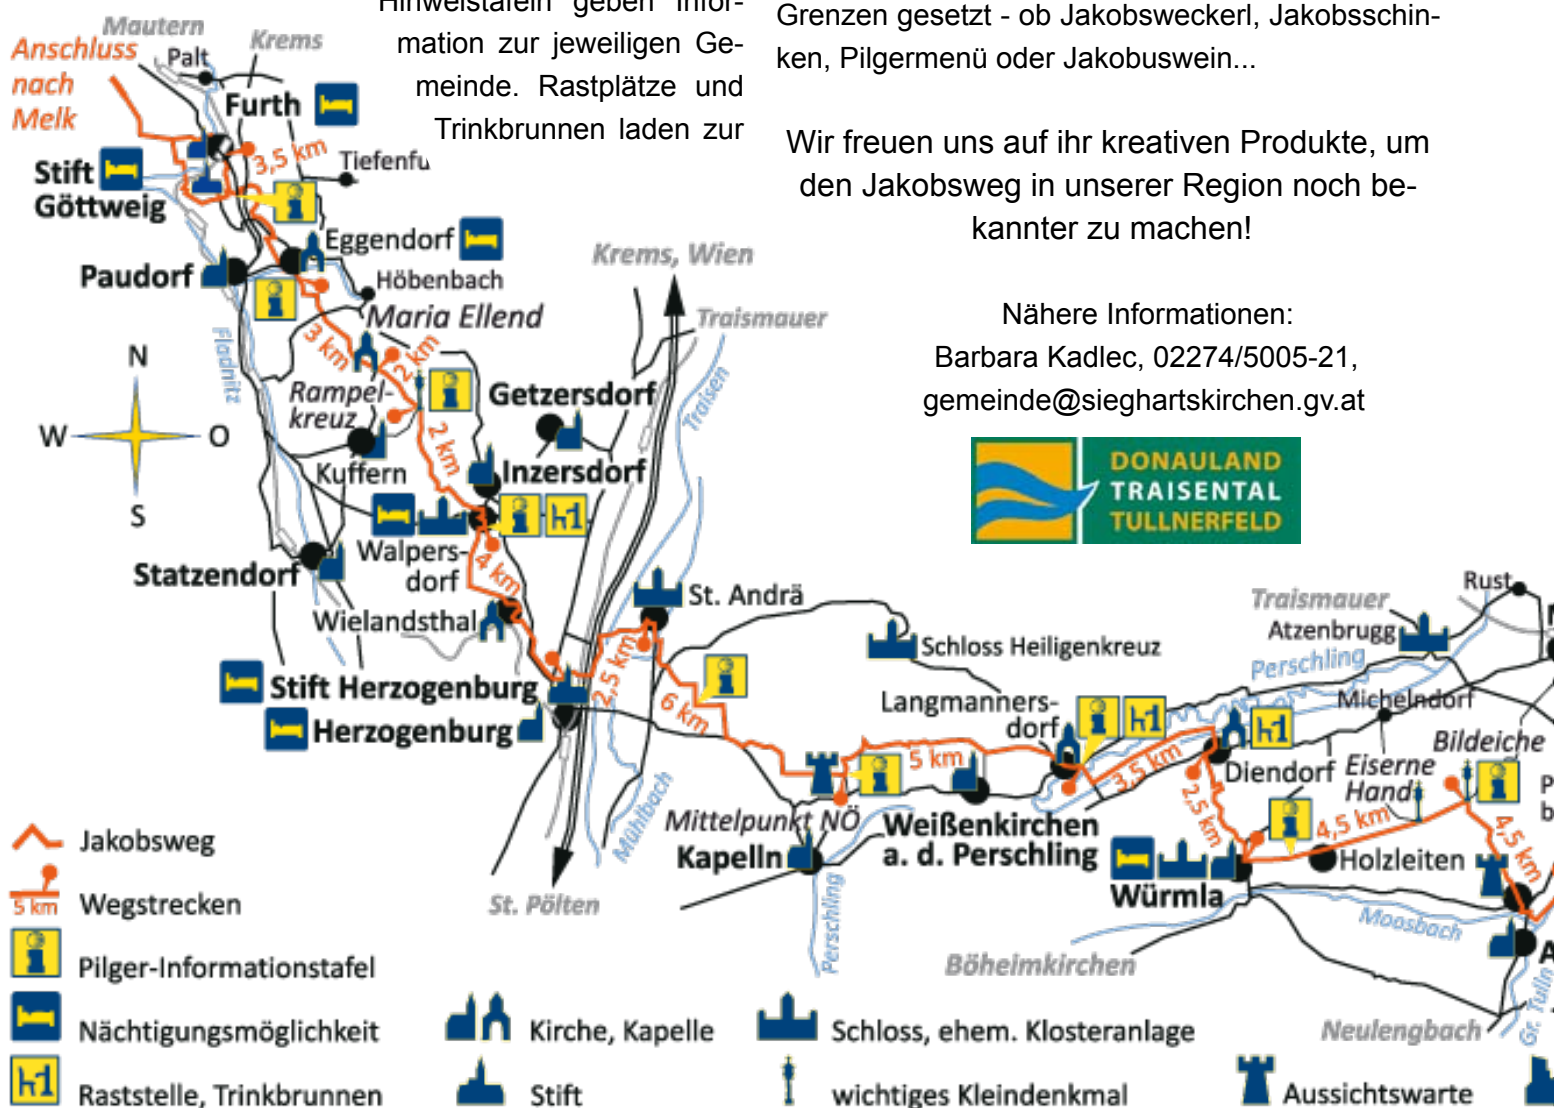 Hinweistafeln geben Infor-
mation zur jeweiligen Ge-
meinde. Rastplätze und
Trinkbrunnen laden zur
Grenzen gesetzt - ob Jakobsweckerl, Jakobsschin-
ken, Pilgermenü oder Jakobuswein...
Wir freuen uns auf ihr kreativen Produkte, um
den Jakobsweg in unserer Region noch be-
kannter zu machen!
Nähere Informationen:
Barbara Kadlec, 02274/5005-21,
gemeinde@sieghartskirchen.gv.at
DONAULAND
TRAISENTAL
TULLNERFELD
Mautern
Krems
Anschluss
nach
Melk
Palt
Furth
3,5 km
Tiefenfu
Stift
Göttweig
Eggendorf
Paudorf
Höbenbach
Maria Ellend
Krems, Wien
Traismauer
Fladnitz
3 km
2 km
N
W
O
S
Rampel-
kreuz
Getzersdorf
Traisen
Kuffern
2 km
Inzersdorf
h1
Walpers-
dorf
4 km
Statzendorf
Wielandsthal
St. Andrä
Stift Herzogenburg
2,5 km
Herzogenburg
6 km
Schloss Heiligenkreuz
Traismauer
Rust
Atzenbrugg
Perschling
Langmanners-
dorf
h1
Michelndorf
5 km
3,5 km
h1
Diendorf
Eiserne
Hand
Bildeiche
Mühlbach
Mittelpunkt NÖ
Kapelln
Weißenkirchen
a. d. Perschling
2,5 km
4,5 km
Holzleiten
4,5 km
P
b
Würmla
St. Pölten
Perschling
Böheimkirchen
Moosbach
A
Neulengbach
Gr. Tulln
Jakobsweg
5 km
Wegstrecken
Pilger-Informationstafel
Nächtigungsmöglichkeit
Kirche, Kapelle
Schloss, ehem. Klosteranlage
h1
Raststelle, Trinkbrunnen
Stift
wichtiges Kleindenkmal
Aussichtswarte